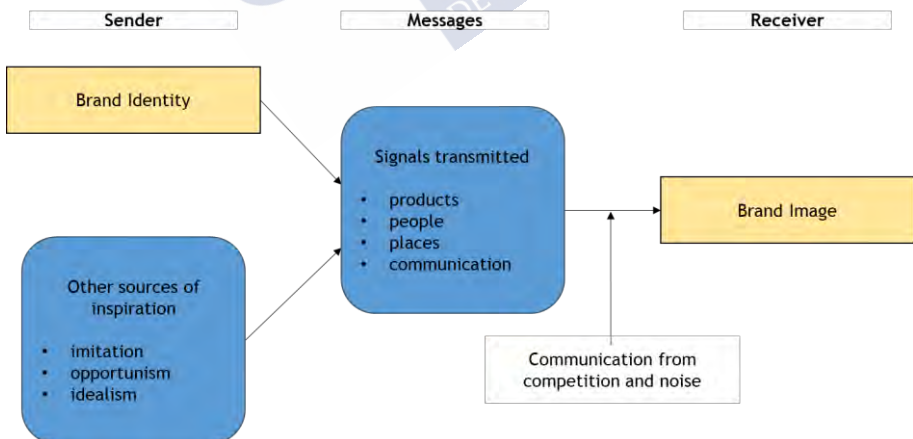 Sender
Messages
Receiver
DE
Brand Identity
Signals transmitted
• products
• people
• places
• communication
Brand Image
Other sources of
inspiration
• imitation
• opportunism
• idealism
Communication from
competition and noise